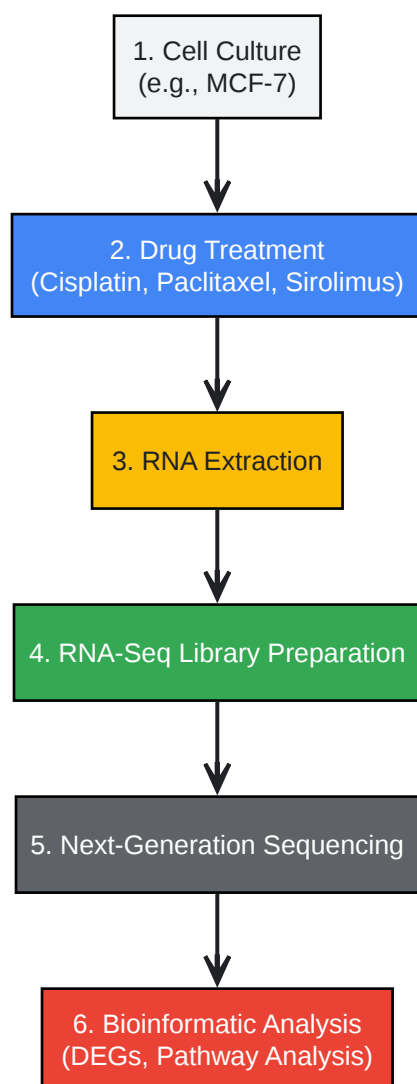 1. Cell Culture
(e.g., MCF-7)
2. Drug Treatment
(Cisplatin, Paclitaxel, Sirolimus)
3. RNA Extraction
4. RNA-Seq Library Preparation
5. Next-Generation Sequencing
6. Bioinformatic Analysis
(DEGs, Pathway Analysis)